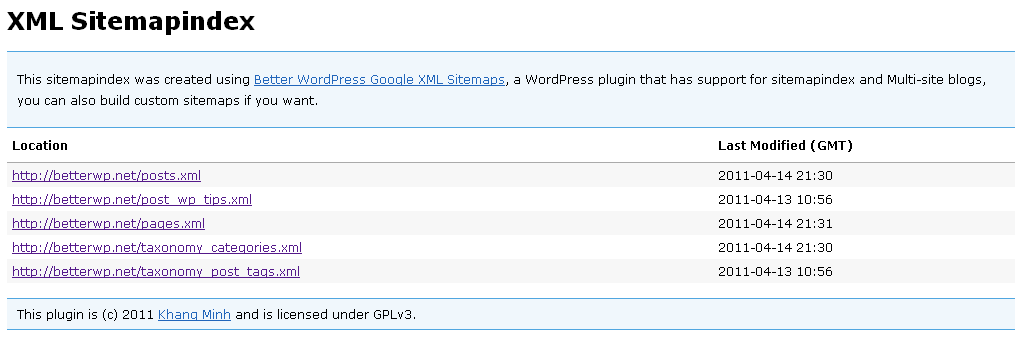 XML Sitemapindex
This sitemapindex was created using Better WordPress Google XML Sitemaps, a WordPress plugin that has support for sitemapindex and Multi-site blogs,
you can also build custom sitemaps if you want.
Location Last Modified (GMT)
http://betterwp.net/posts.xml 2011-04-14 21:30
http://betterwp.net/post_wp_tips.xml 2011-04-13 10:56
http://betterwp.net/pages.xml 2011-04-14 21:31
http://betterwp.net/taxonomy_categories.xml 2011-04-14 21:30
http://betterwp.net/taxonomy_post_tags.xml 2011-04-13 10:56
This plugin is (c) 2011 Khang Minh and is licensed under GPLv3.